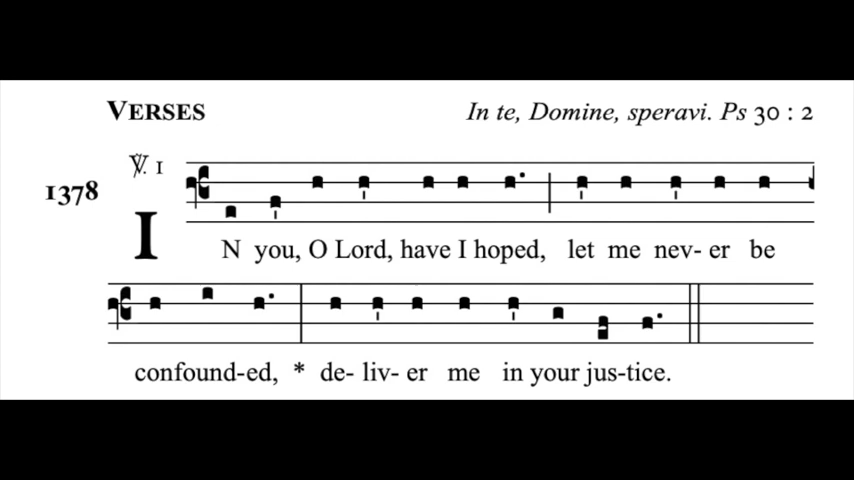 VERSES In te, Domine, speravi. Ps 30 : 2
℣. 1
1378
IN you, O Lord, have I hoped, let me nev- er be
confound-ed, * de- liv- er me in your jus-tice.